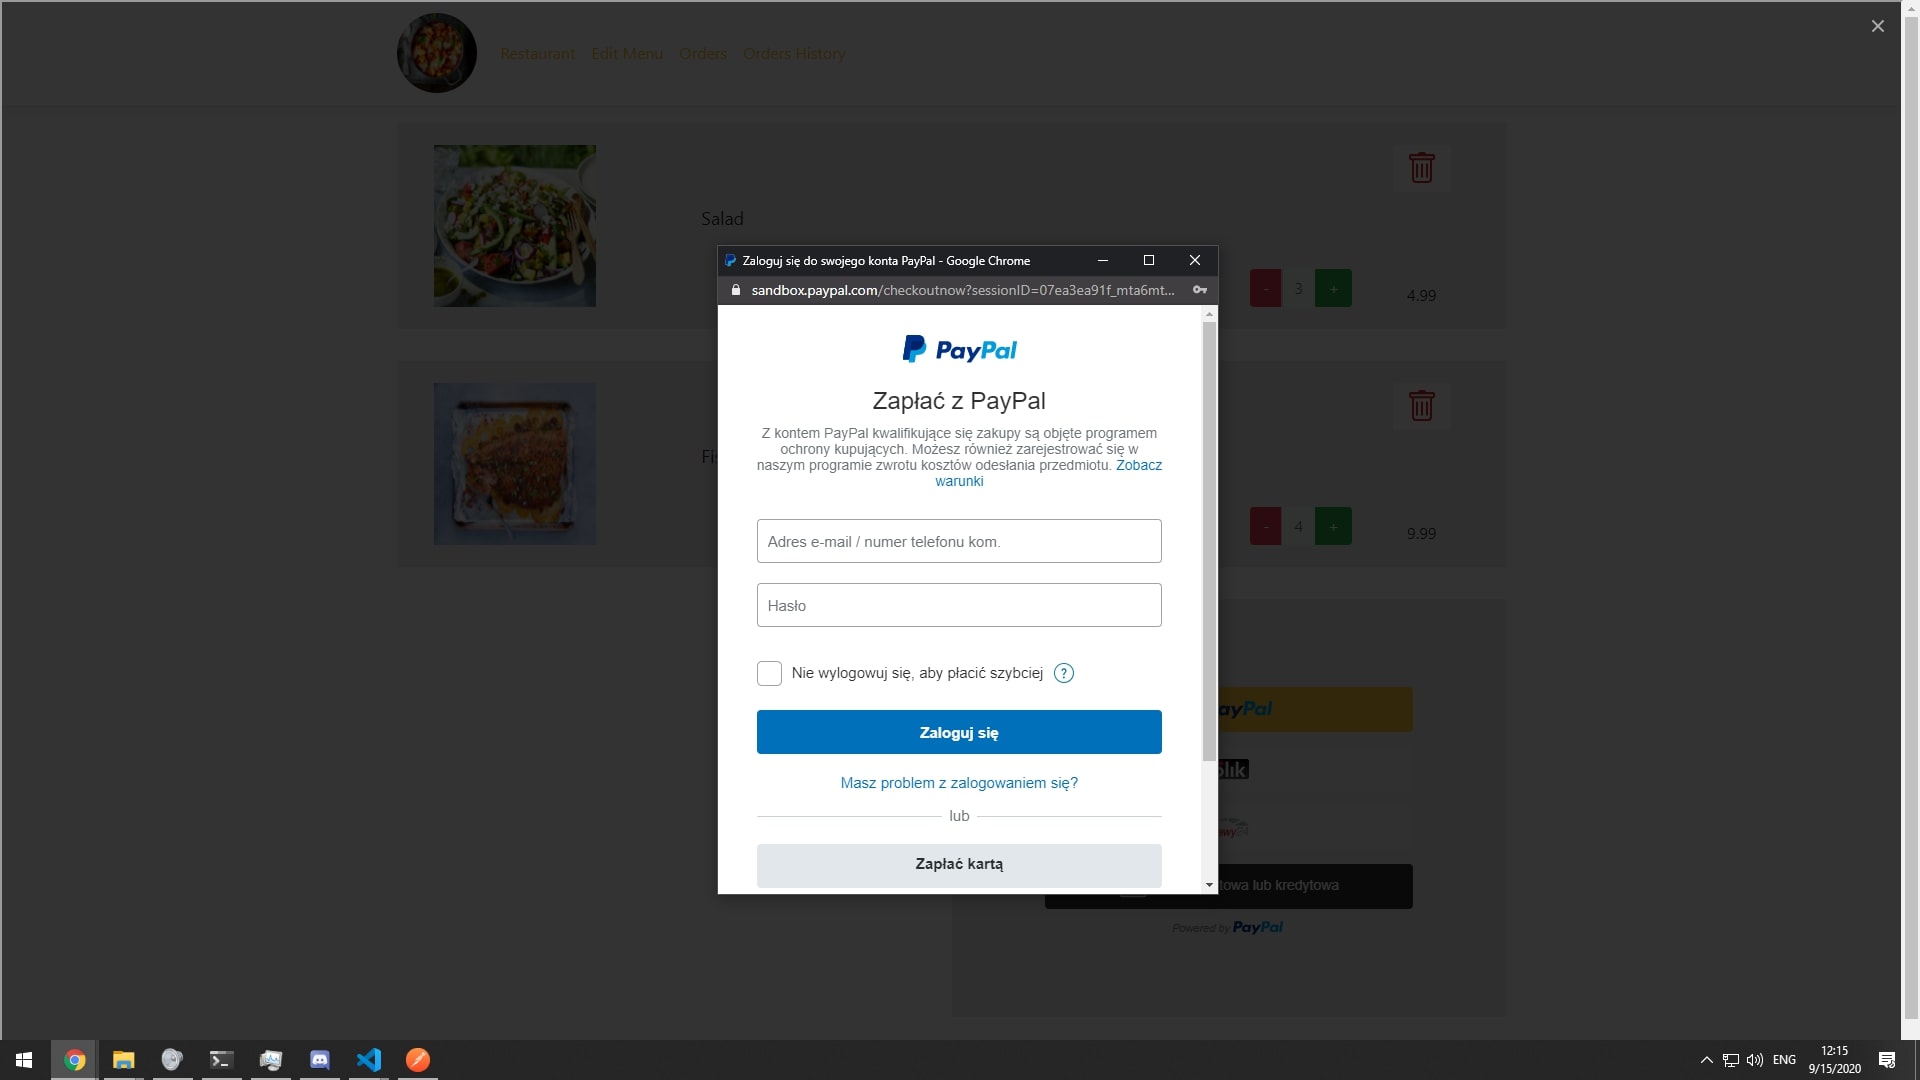 Restaurant Edit Menu Orders Orders History
Salad
- 3 + 4.99
Zaloguj się do swojego konta PayPal - Google Chrome
sandbox.paypal.com/checkoutnow?sessionID=07ea3ea91f_mta6mt...
PayPal
Zapłać z PayPal
Z kontem PayPal kwalifikujące się zakupy są objęte programem
ochrony kupujących. Możesz również zarejestrować się w
naszym programie zwrotu kosztów odesłania przedmiotu. Zobacz
warunki
Adres e-mail / numer telefonu kom.
Hasło
Nie wylogowuj się, aby płacić szybciej ?
Zaloguj się
Masz problem z zalogowaniem się?
lub
Zapłać kartą
- 4 + 9.99
ayPal
lub kredytowa
Powered by PayPal
ENG
12:15
9/15/2020